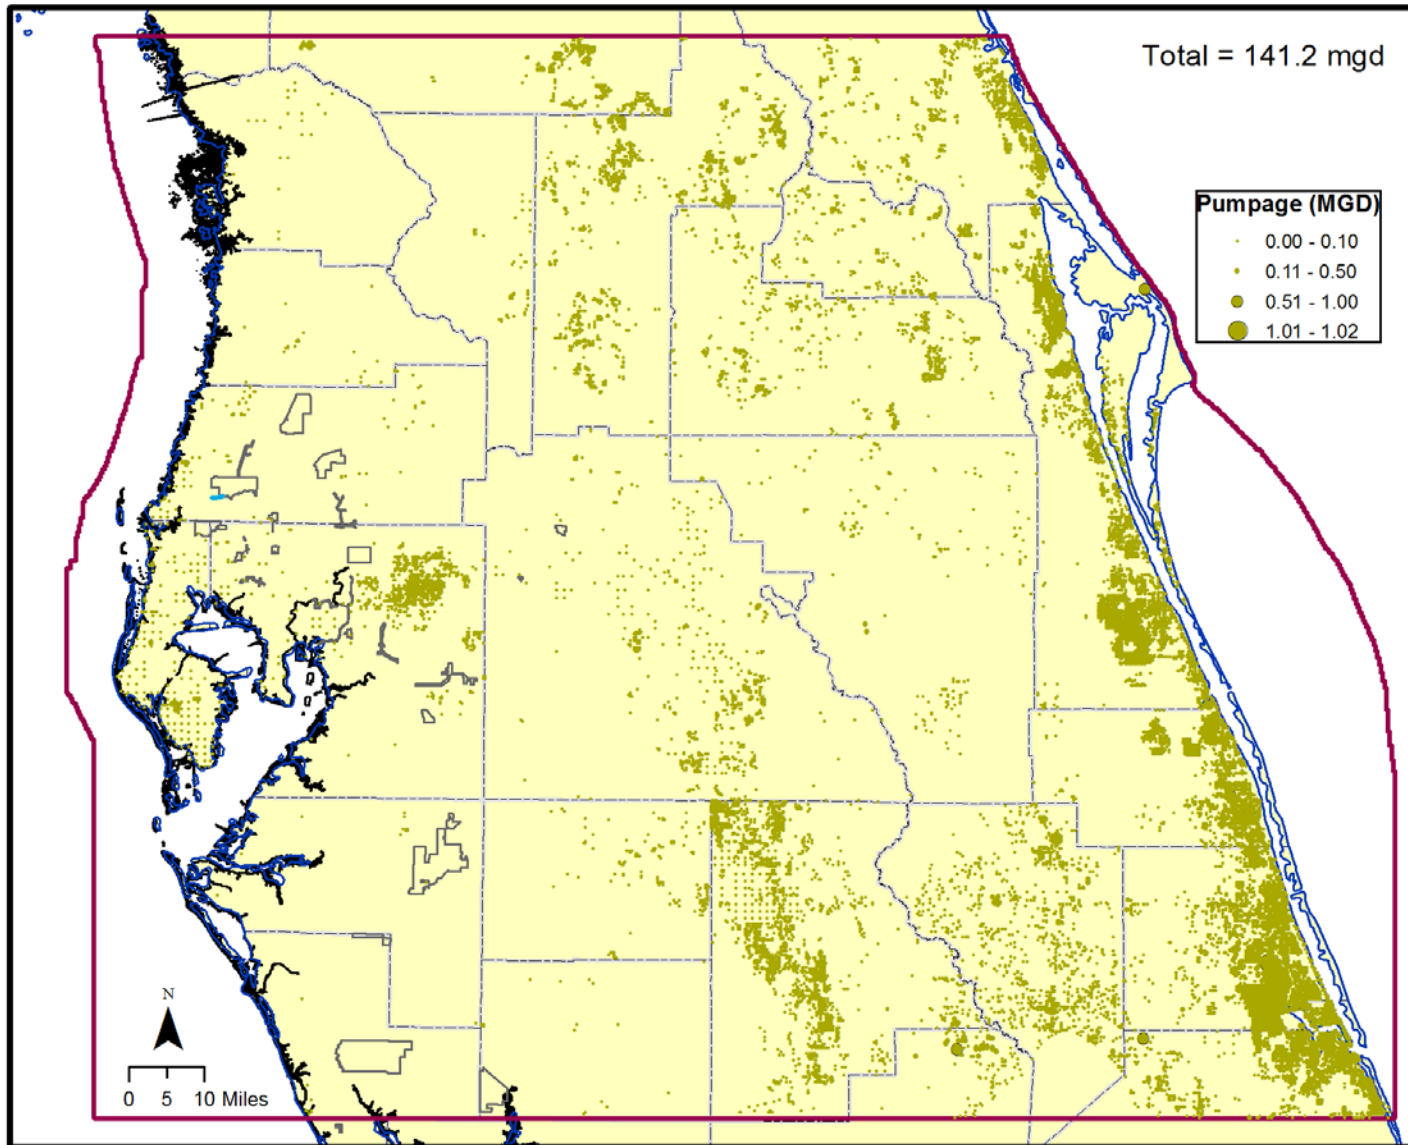 Total = 141.2 mgd
Pumpage (MGD)
0.00 - 0.10
0.11 - 0.50
0.51 - 1.00
1.01 - 1.02
N
0 5 10 Miles